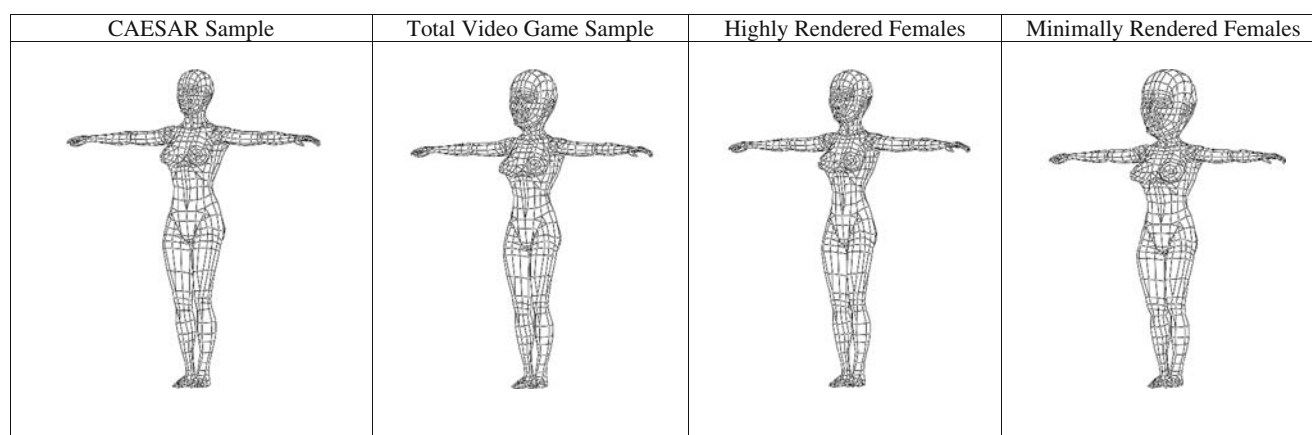 CAESAR Sample
Total Video Game Sample
Highly Rendered Females
Minimally Rendered Females